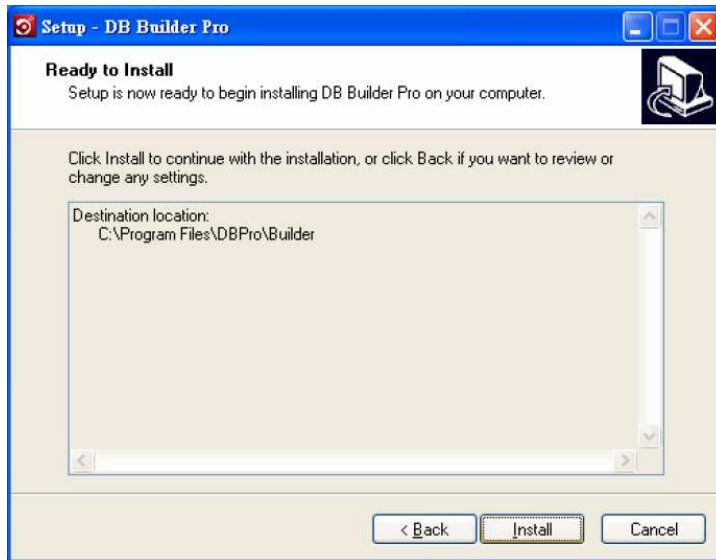 Setup - DB Builder Pro
Ready to Install
Setup is now ready to begin installing DB Builder Pro on your computer.
Click Install to continue with the installation, or click Back if you want to review or
change any settings.
Destination location:
C:\Program Files\DBPro\Builder
< Back
Install
Cancel